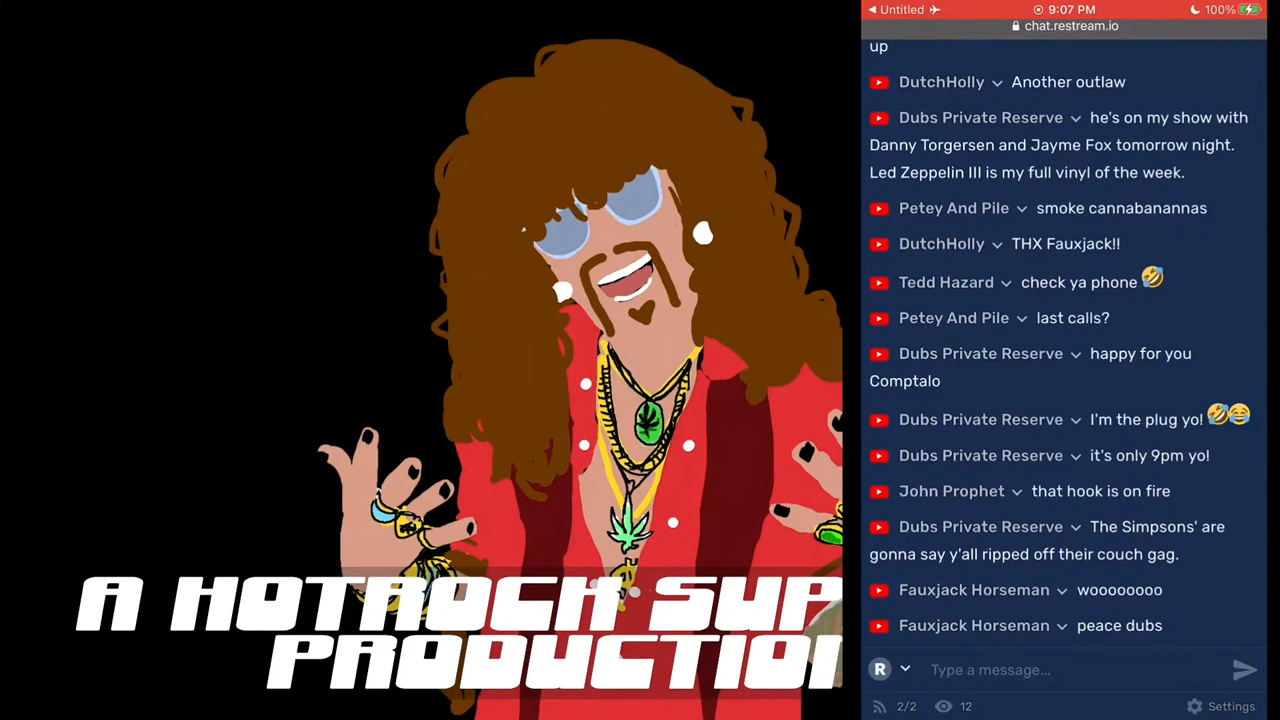 A HOTROCK SUP
PRODUCTIO
Untitled
9:07 PM
100%
chat.restream.io
up
DutchHolly Another outlaw
Dubs Private Reserve he's on my show with
Danny Torgersen and Jayme Fox tomorrow night.
Led Zeppelin III is my full vinyl of the week.
Petey And Pile smoke cannabanannas
DutchHolly THX Fauxjack!!
Tedd Hazard check ya phone 🤣
Petey And Pile last calls?
Dubs Private Reserve happy for you
Comptalo
Dubs Private Reserve I'm the plug yo! 🤣😂
Dubs Private Reserve it's only 9pm yo!
John Prophet that hook is on fire
Dubs Private Reserve The Simpsons' are
gonna say y'all ripped off their couch gag.
Fauxjack Horseman woooooooo
Fauxjack Horseman peace dubs
R Type a message...
2/2 12 Settings